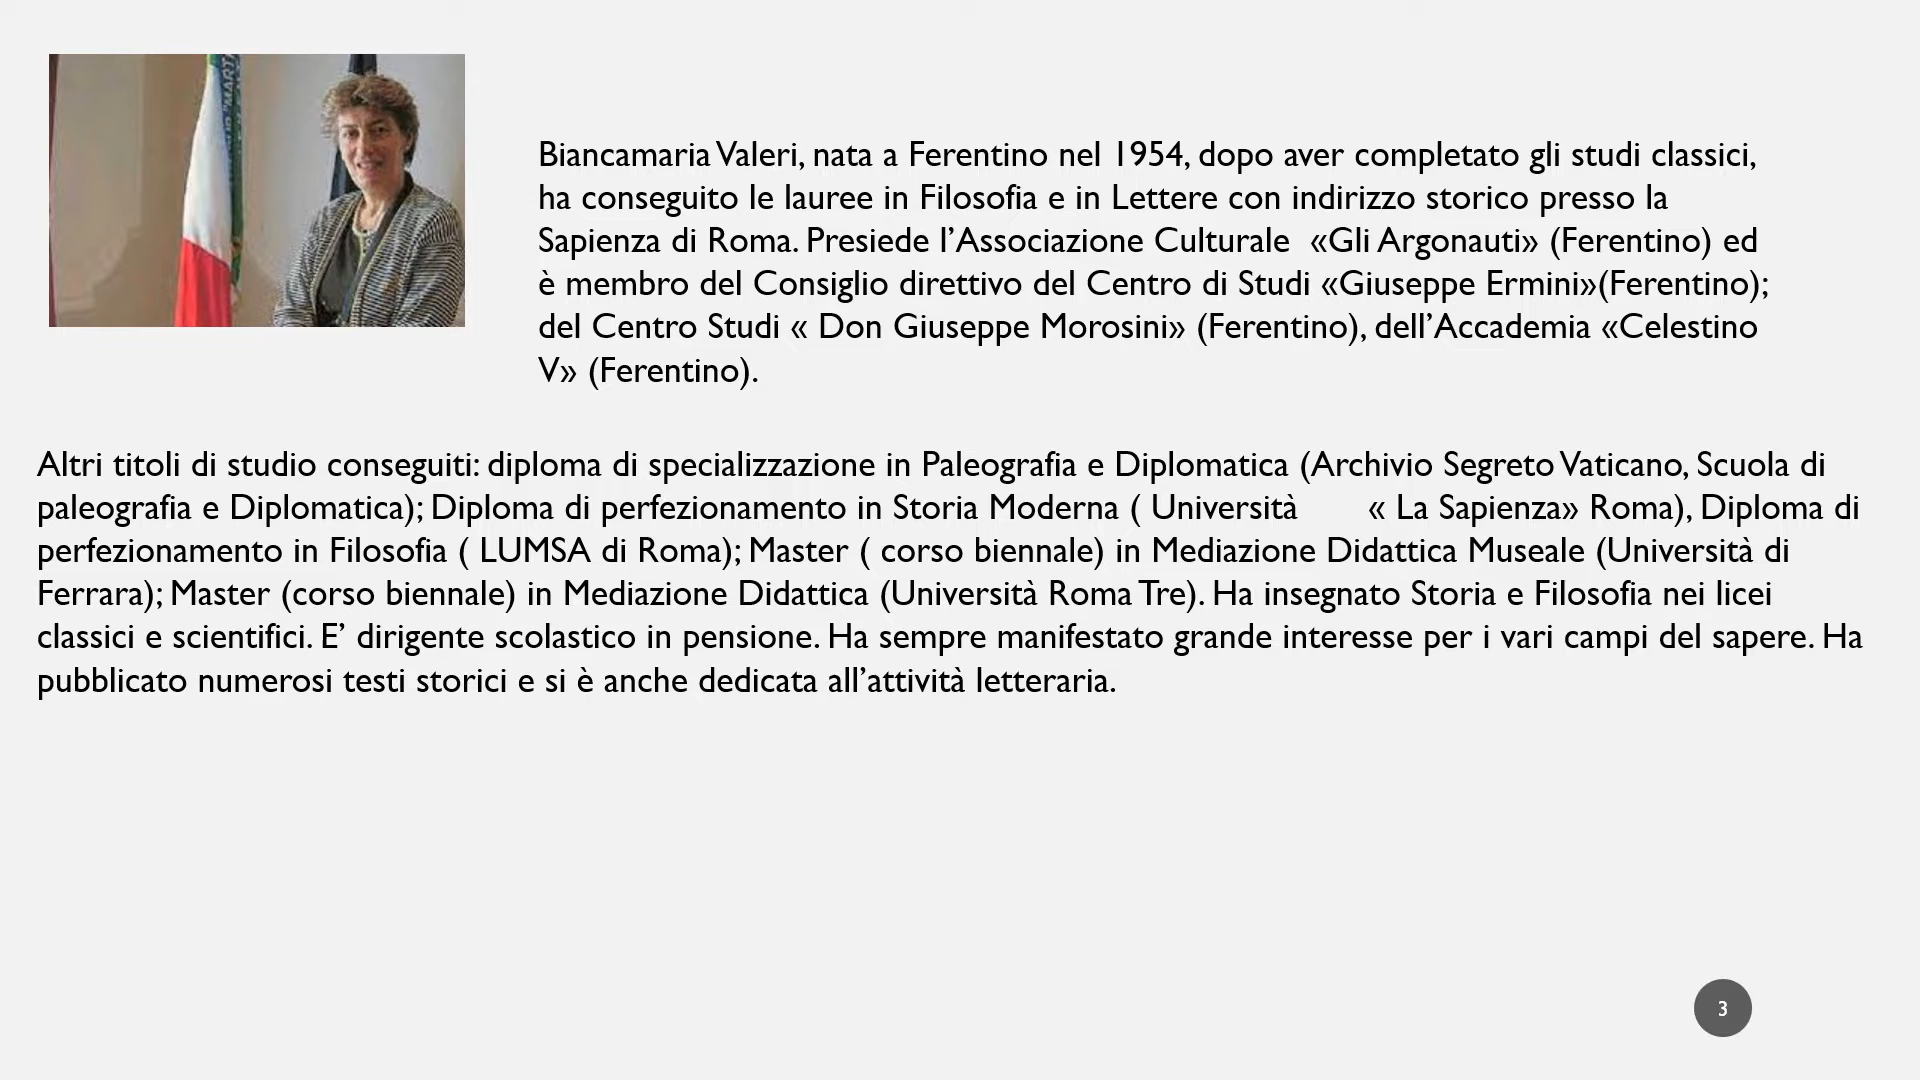 Biancamaria Valeri, nata a Ferentino nel 1954, dopo aver completato gli studi classici,
ha conseguito le lauree in Filosofia e in Lettere con indirizzo storico presso la
Sapienza di Roma. Presiede l’Associazione Culturale «Gli Argonauti» (Ferentino) ed
è membro del Consiglio direttivo del Centro di Studi «Giuseppe Ermini»(Ferentino);
del Centro Studi « Don Giuseppe Morosini» (Ferentino), dell’Accademia «Celestino
V» (Ferentino).
Altri titoli di studio conseguiti: diploma di specializzazione in Paleografia e Diplomatica (Archivio Segreto Vaticano, Scuola di
paleografia e Diplomatica); Diploma di perfezionamento in Storia Moderna ( Università « La Sapienza» Roma), Diploma di
perfezionamento in Filosofia ( LUMSA di Roma); Master ( corso biennale) in Mediazione Didattica Museale (Università di
Ferrara); Master (corso biennale) in Mediazione Didattica (Università Roma Tre). Ha insegnato Storia e Filosofia nei licei
classici e scientifici. E’ dirigente scolastico in pensione. Ha sempre manifestato grande interesse per i vari campi del sapere. Ha
pubblicato numerosi testi storici e si è anche dedicata all’attività letteraria.
3